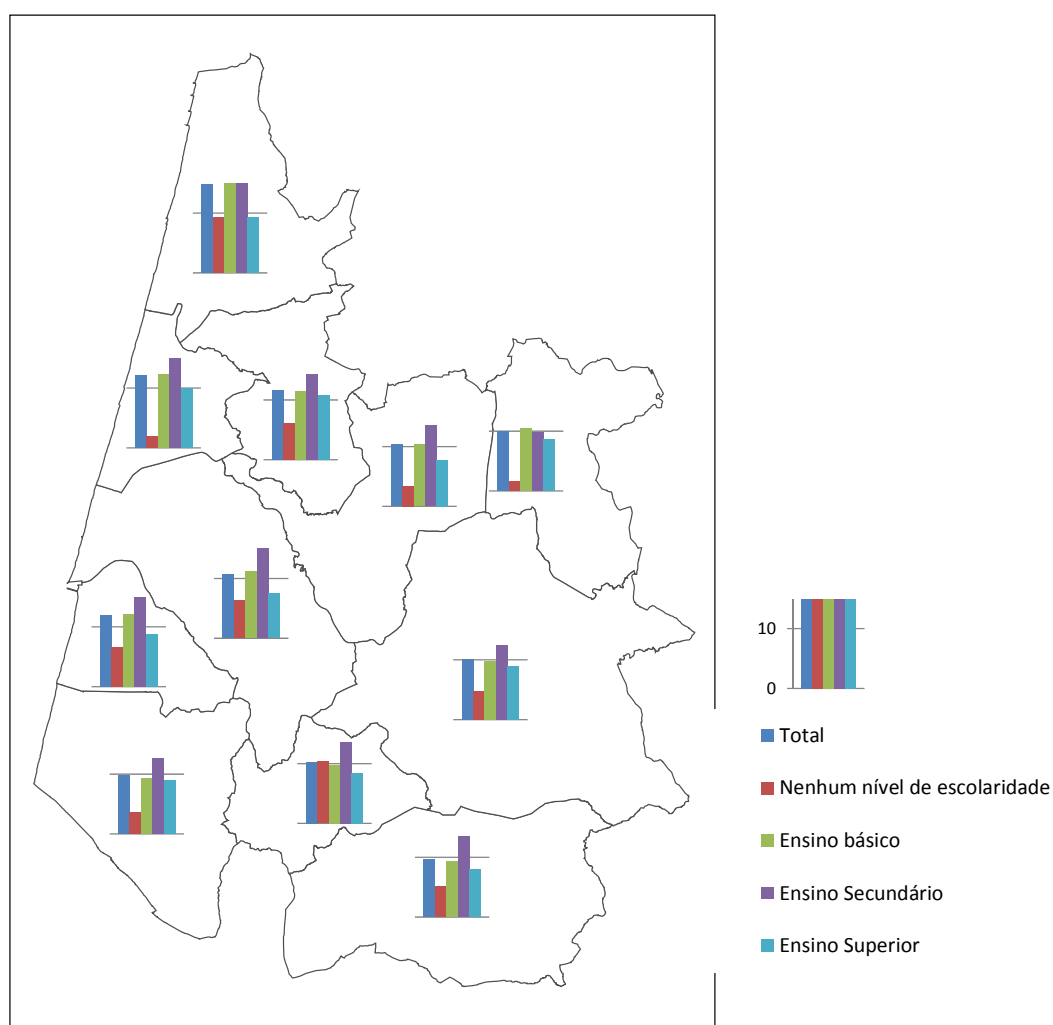 10
0
Total
Nenhum nível de escolaridade
Ensino básico
Ensino Secundário
Ensino Superior